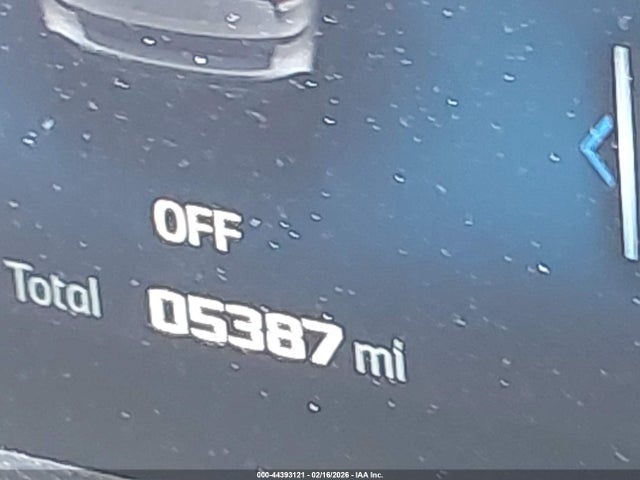 OFF
Total 05387 mi
000-44393121 - 02/16/2026 - IAA Inc.